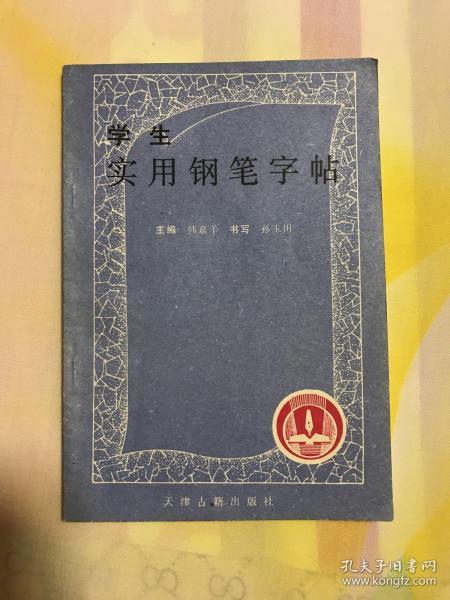 学生
实用钢笔字帖
主编 韩嘉羊 书写 孙玉田
天津古籍出版社
孔夫子旧书网
www.kongfz.com